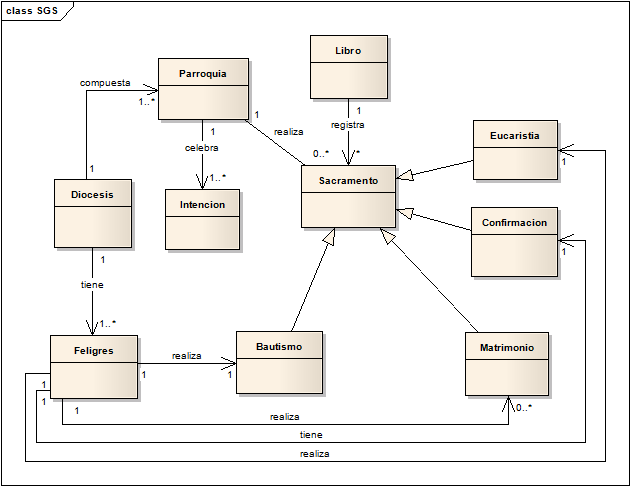 class SGS
Libro
Parroquia
compuesta
1..*
1
1
1
realiza
registra
Eucaristia
celebra
0..*
*
1
1
Sacramento
Diocesis
1..*
Intencion
Confirmacion
1
1
tiene
1..*
Feligres
Bautismo
Matrimonio
realiza
1
1
1
1
1
realiza
0..*
tiene
realiza